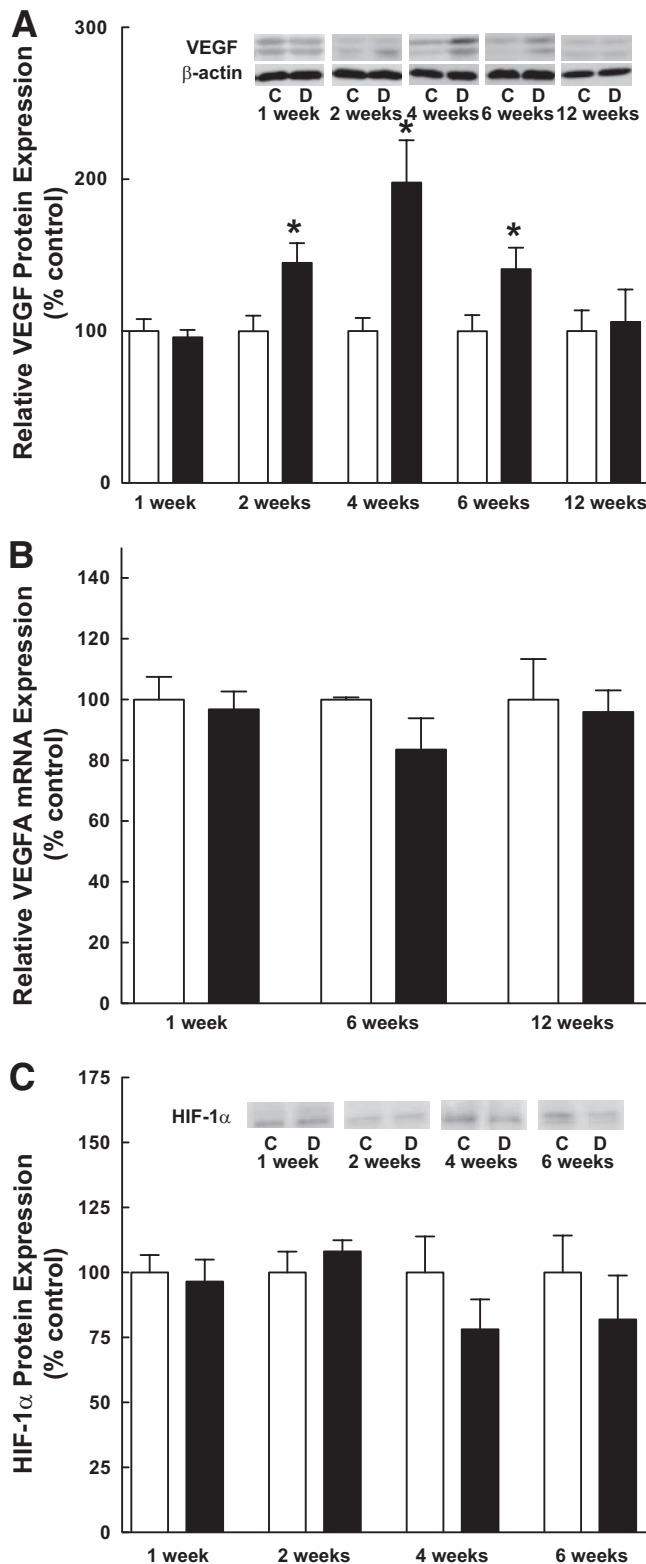 A
Relative VEGF Protein Expression
(% control)
300
200
100
0
VEGF
β-actin
C D C D C D C D C D
1 week 2 weeks 4 weeks 6 weeks 12 weeks
*
*
*
1 week 2 weeks 4 weeks 6 weeks 12 weeks
B
Relative VEGFA mRNA Expression
(% control)
140
120
100
80
60
40
20
0
1 week 6 weeks 12 weeks
C
HIF-1α Protein Expression
(% control)
175
150
125
100
75
50
25
0
HIF-1α
C D C D C D C D
1 week 2 weeks 4 weeks 6 weeks
1 week 2 weeks 4 weeks 6 weeks